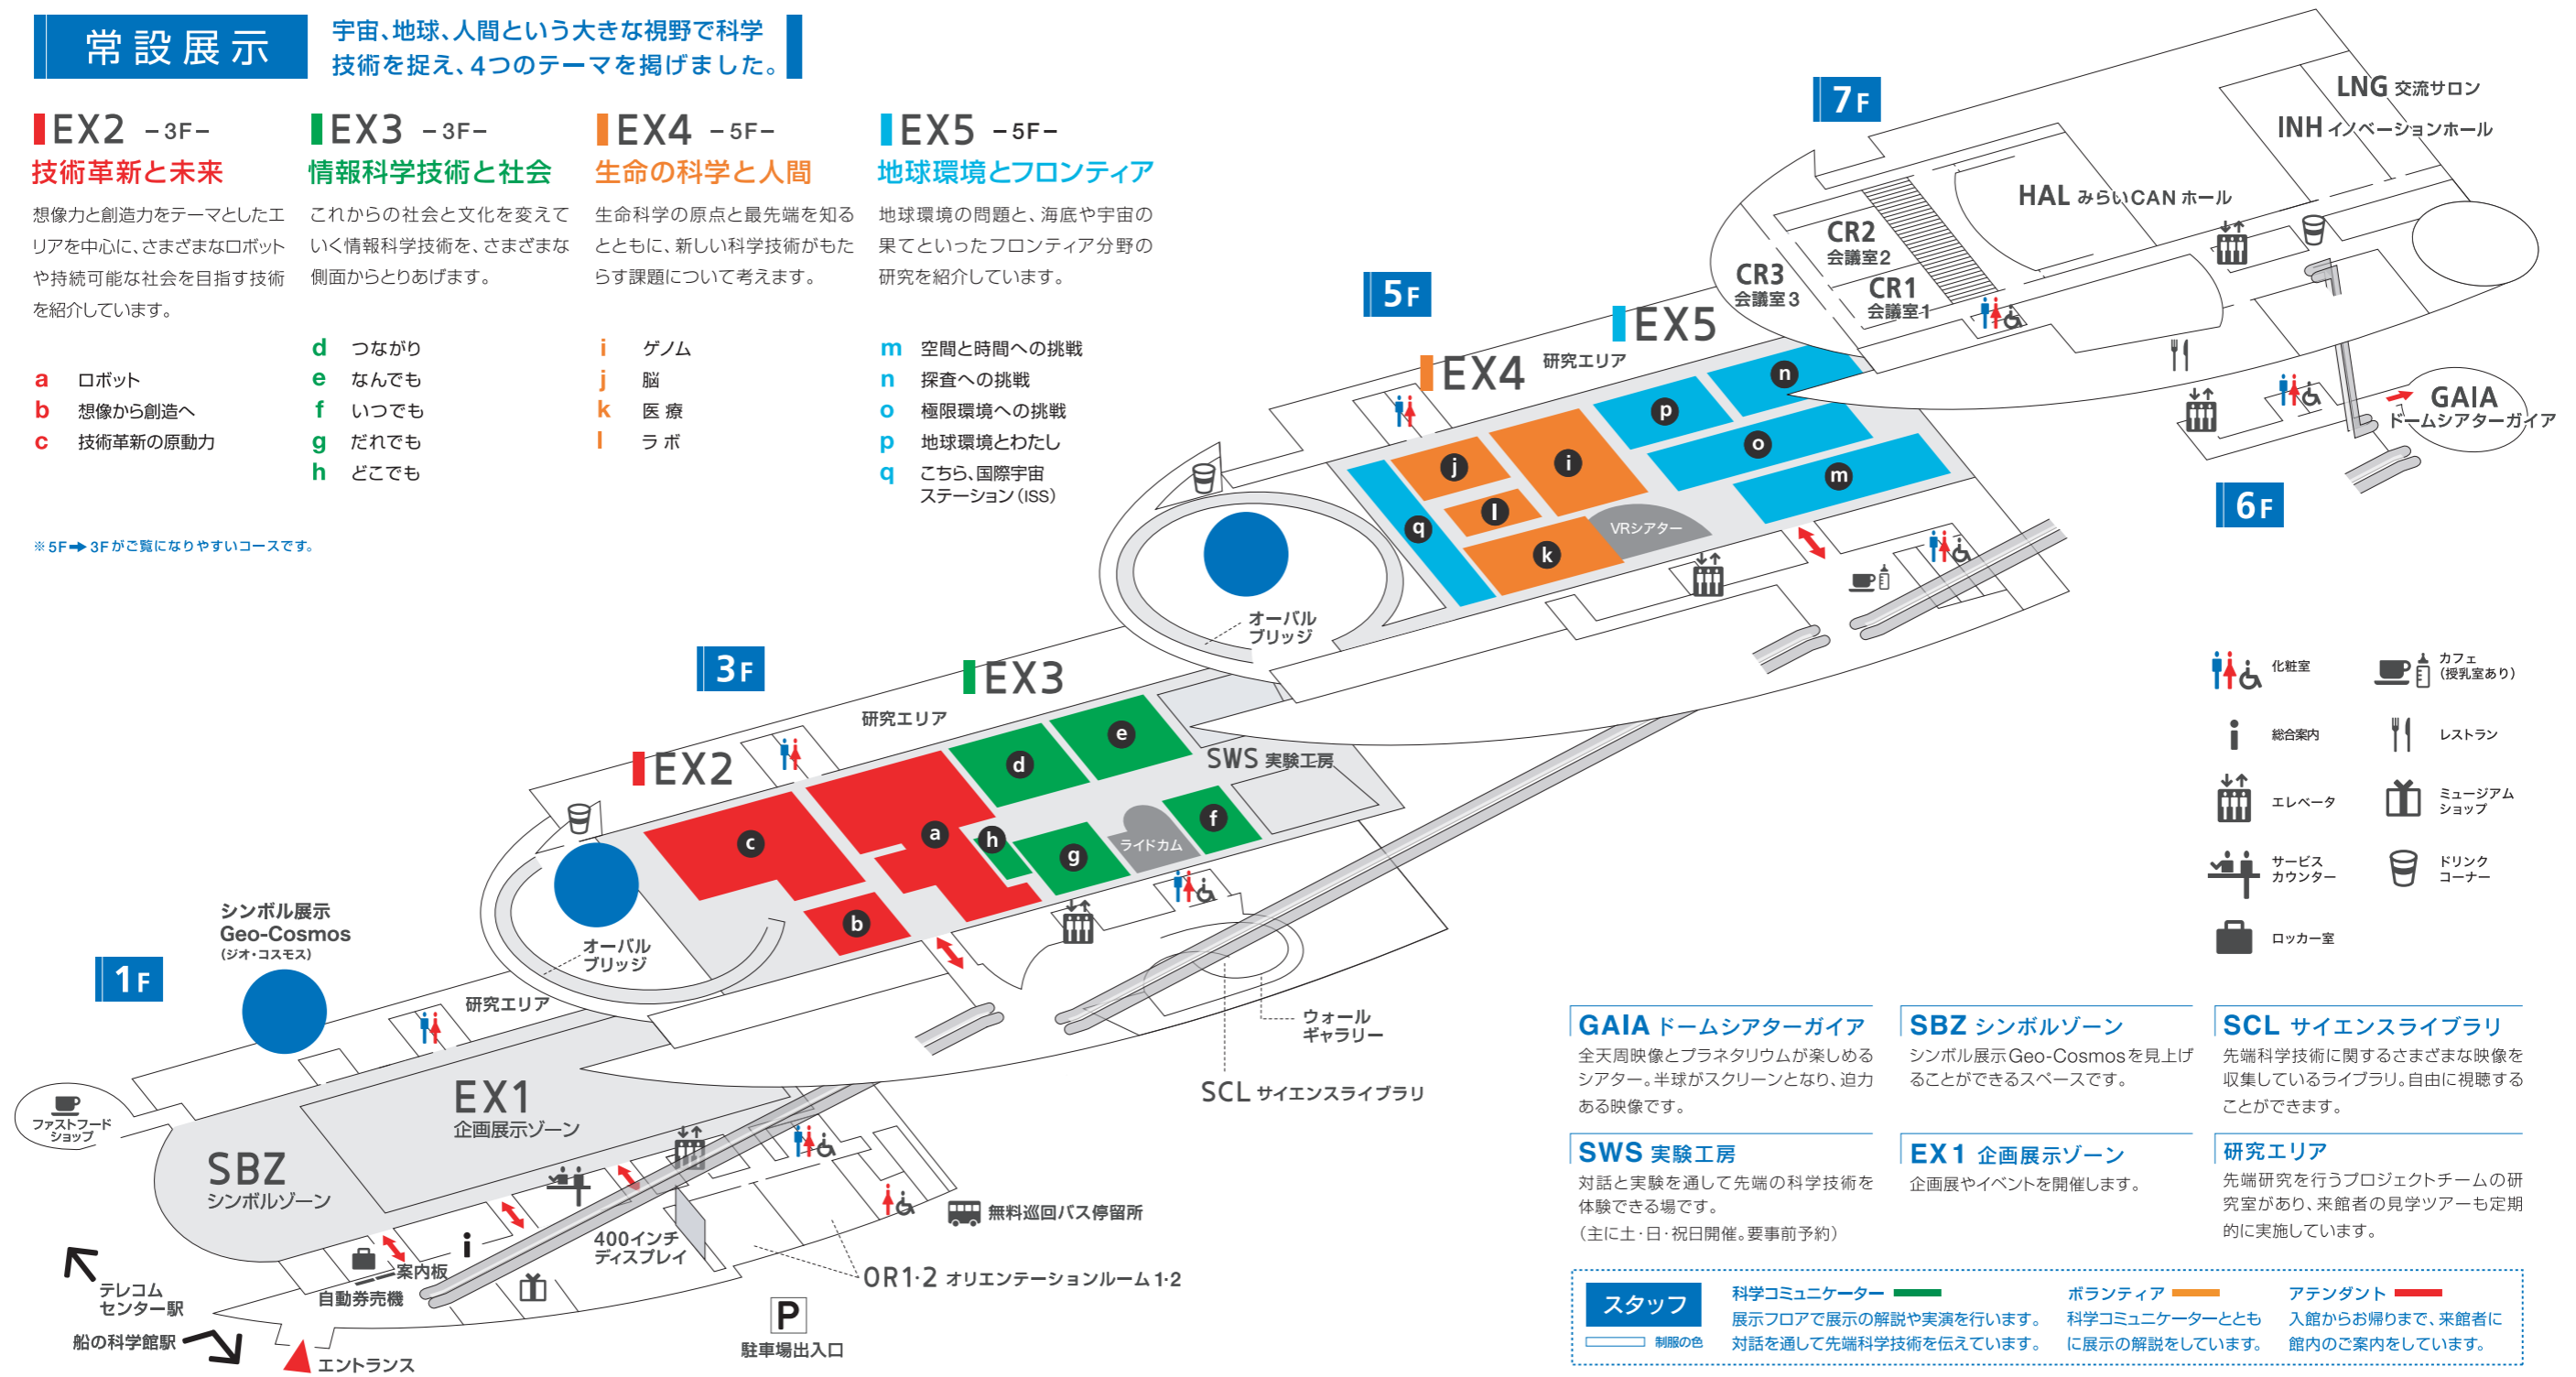 常設展示
宇宙、地球、人間という大きな視野で科学
技術を捉え、4つのテーマを掲げました。
EX2 －3F－
技術革新と未来
想像力と創造力をテーマとしたエ
リアを中心に、さまざまなロボット
や持続可能な社会を目指す技術
を紹介しています。
a ロボット
b 想像から創造へ
c 技術革新の原動力
EX3 －3F－
情報科学技術と社会
これからの社会と文化を変えて
いく情報科学技術を、さまざまな
側面からとりあげます。
d つながり
e なんでも
f いつでも
g だれでも
h どこでも
EX4 －5F－
生命の科学と人間
生命科学の原点と最先端を知る
とともに、新しい科学技術がもた
らす課題について考えます。
i ゲノム
j 脳
k 医療
l ラボ
EX5 －5F－
地球環境とフロンティア
地球環境の問題と、海底や宇宙の
果てといったフロンティア分野の
研究を紹介しています。
m 空間と時間への挑戦
n 探査への挑戦
o 極限環境への挑戦
p 地球環境とわたし
q こちら、国際宇宙
ステーション（ISS）
※5F➡3Fがご覧になりやすいコースです。
7F
LNG 交流サロン
INH イノベーションホール
HAL みらいCANホール
CR2
会議室2
CR3
会議室3
CR1
会議室1
GAIA
ドームシアターガイア
6F
5F
EX5
EX4
研究エリア
n
p
o
m
j
i
l
q
k
VRシアター
オーバル
ブリッジ
3F
EX3
研究エリア
EX2
SWS 実験工房
e
d
f
a
h
c
g
ライドカム
b
オーバル
ブリッジ
ウォール
ギャラリー
SCL サイエンスライブラリ
シンボル展示
Geo-Cosmos
（ジオ・コスモス）
1F
研究エリア
EX1
企画展示ゾーン
ファストフード
ショップ
SBZ
シンボルゾーン
400インチ
ディスプレイ
無料巡回バス停留所
OR1·2 オリエンテーションルーム1·2
案内板
自動券売機
テレコム
センター駅
船の科学館駅
エントランス
P
駐車場出入口
化粧室
カフェ
（授乳室あり）
総合案内
レストラン
エレベータ
ミュージアム
ショップ
サービス
カウンター
ドリンク
コーナー
ロッカー室
GAIA ドームシアターガイア
全天周映像とプラネタリウムが楽しめる
シアター。半球がスクリーンとなり、迫力
ある映像です。
SBZ シンボルゾーン
シンボル展示Geo-Cosmosを見上げ
ることができるスペースです。
SCL サイエンスライブラリ
先端科学技術に関するさまざまな映像を
収集しているライブラリ。自由に視聴する
ことができます。
SWS 実験工房
対話と実験を通して先端の科学技術を
体験できる場です。
（主に土・日・祝日開催。要事前予約）
EX1 企画展示ゾーン
企画展やイベントを開催します。
研究エリア
先端研究を行うプロジェクトチームの研
究室があり、来館者の見学ツアーも定期
的に実施しています。
スタッフ
制服の色
科学コミュニケーター
展示フロアで展示の解説や実演を行います。
対話を通して先端科学技術を伝えています。
ボランティア
科学コミュニケーターととも
に展示の解説をしています。
アテンダント
入館からお帰りまで、来館者に
館内のご案内をしています。